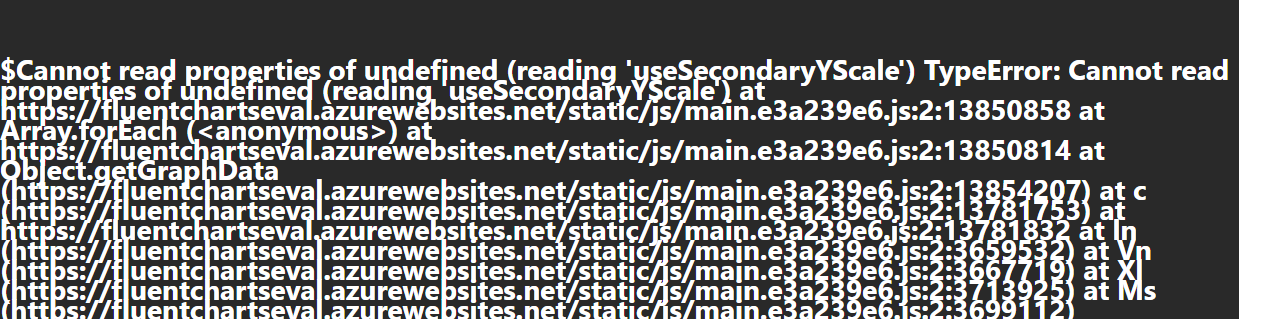 $Cannot read properties of undefined (reading 'useSecondaryYScale') TypeError: Cannot read
properties of undefined (reading 'useSecondaryYScale') at
https://fluentchartseval.azurewebsites.net/static/js/main.e3a239e6.js:2:13850858 at
Array.forEach (<anonymous>) at
https://fluentchartseval.azurewebsites.net/static/js/main.e3a239e6.js:2:13850814 at
Object.getGraphData
(https://fluentchartseval.azurewebsites.net/static/js/main.e3a239e6.js:2:13854207) at c
(https://fluentchartseval.azurewebsites.net/static/js/main.e3a239e6.js:2:13781753) at
https://fluentchartseval.azurewebsites.net/static/js/main.e3a239e6.js:2:13781832 at ln
(https://fluentchartseval.azurewebsites.net/static/js/main.e3a239e6.js:2:3659532) at Vn
(https://fluentchartseval.azurewebsites.net/static/js/main.e3a239e6.js:2:3667719) at Xl
(https://fluentchartseval.azurewebsites.net/static/js/main.e3a239e6.js:2:3713925) at Ms
(https://fluentchartseval.azurewebsites.net/static/js/main.e3a239e6.js:2:3699112)